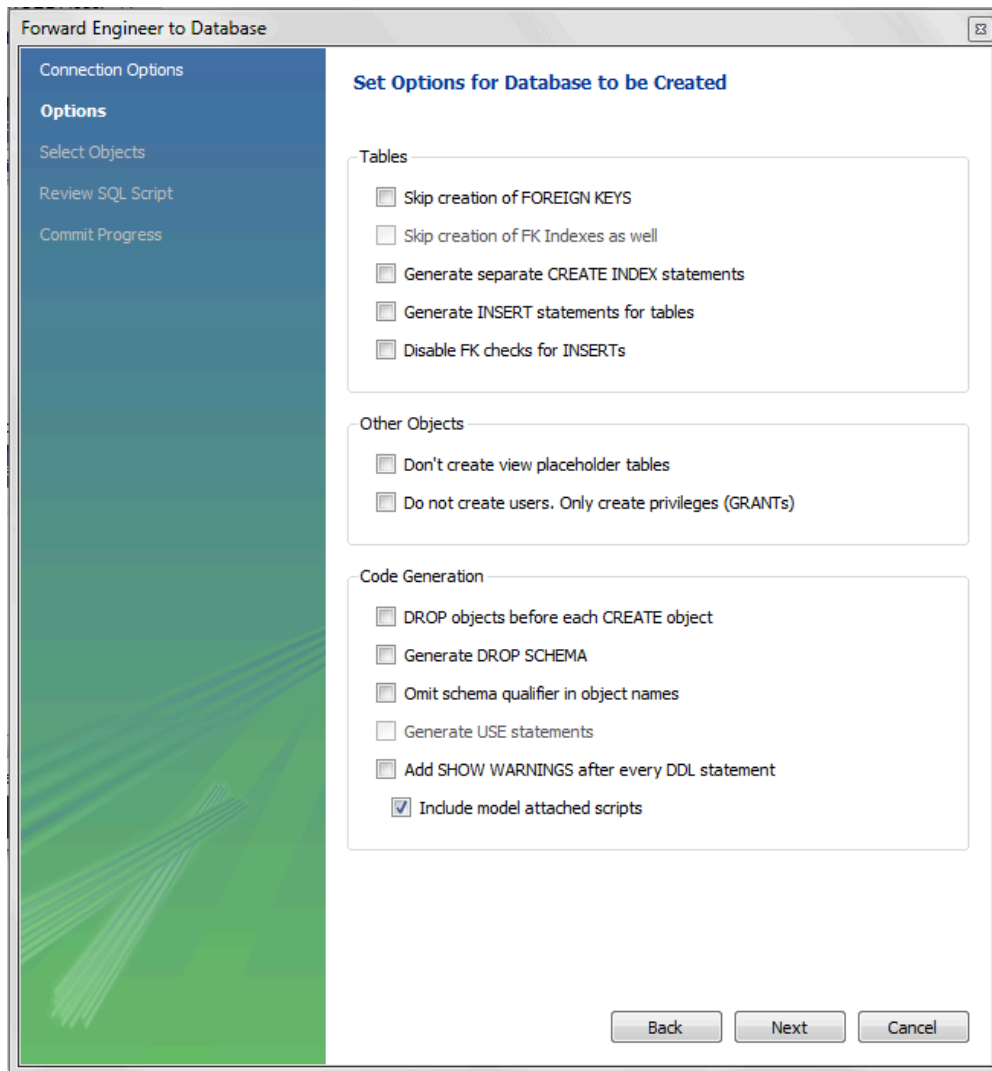 Forward Engineer to Database
Connection Options
Options
Select Objects
Review SQL Script
Commit Progress
Set Options for Database to be Created
Tables
Skip creation of FOREIGN KEYS
Skip creation of FK Indexes as well
Generate separate CREATE INDEX statements
Generate INSERT statements for tables
Disable FK checks for INSERTs
Other Objects
Don't create view placeholder tables
Do not create users. Only create privileges (GRANTs)
Code Generation
DROP objects before each CREATE object
Generate DROP SCHEMA
Omit schema qualifier in object names
Generate USE statements
Add SHOW WARNINGS after every DDL statement
Include model attached scripts
Back Next Cancel